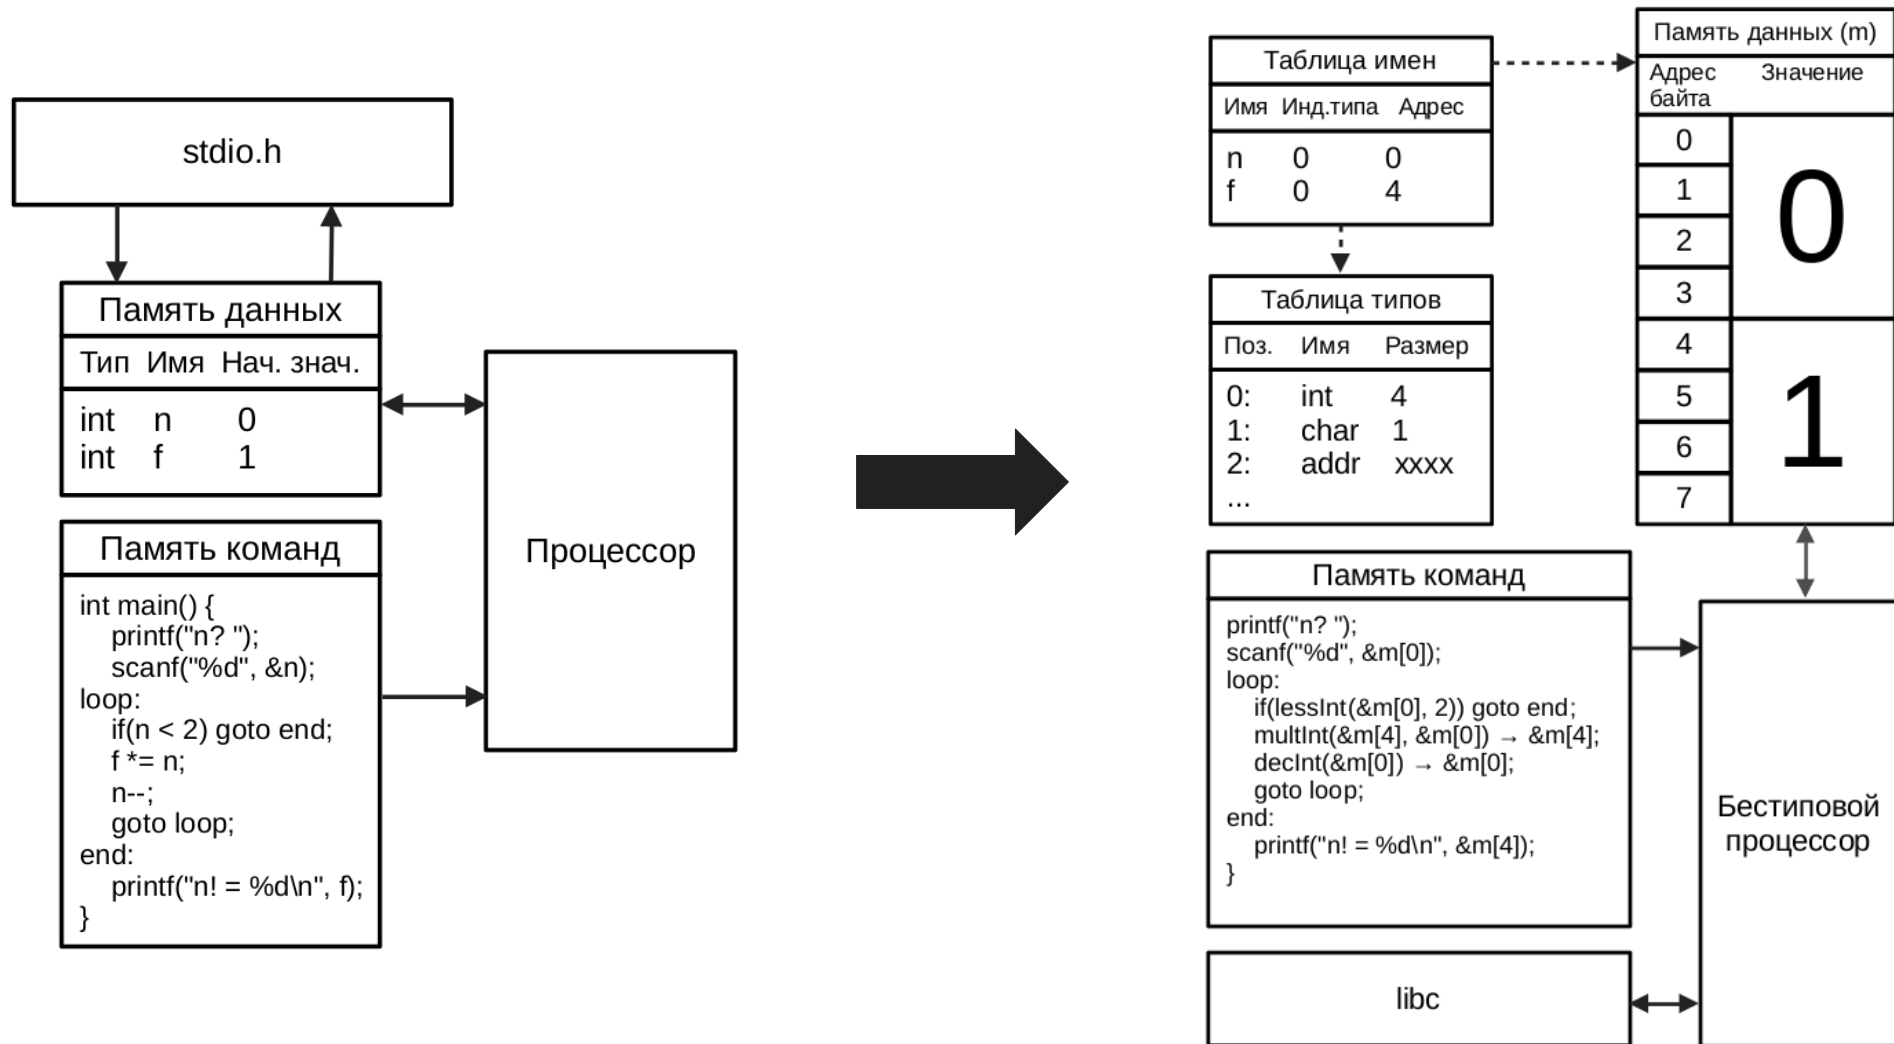 stdio.h
Память данных
Тип Имя Нач. знач.
int n 0
int f 1
Память команд
int main() {
printf("n? ");
scanf("%d", &n);
loop:
if(n < 2) goto end;
f *= n;
n--;
goto loop;
end:
printf("n! = %d\n", f);
}
Процессор
Таблица имен
Имя Инд.типа Адрес
n 0 0
f 0 4
Таблица типов
Поз. Имя Размер
0: int 4
1: char 1
2: addr xxxx
...
Память данных (m)
Адрес Значение
байта
0
1
2
3
0
4
5
6
7
1
Память команд
printf("n? ");
scanf("%d", &m[0]);
loop:
if(lessInt(&m[0], 2)) goto end;
multInt(&m[4], &m[0]) → &m[4];
decInt(&m[0]) → &m[0];
goto loop;
end:
printf("n! = %d\n", &m[4]);
}
Бестиповой
процессор
libc